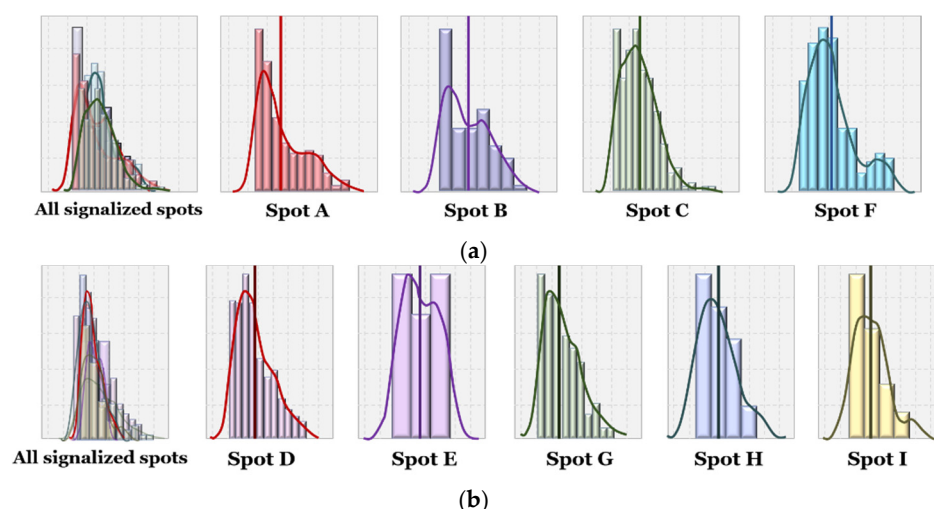 All signalized spots Spot A Spot B Spot C Spot F
(a)
All signalized spots Spot D Spot E Spot G Spot H Spot I
(b)